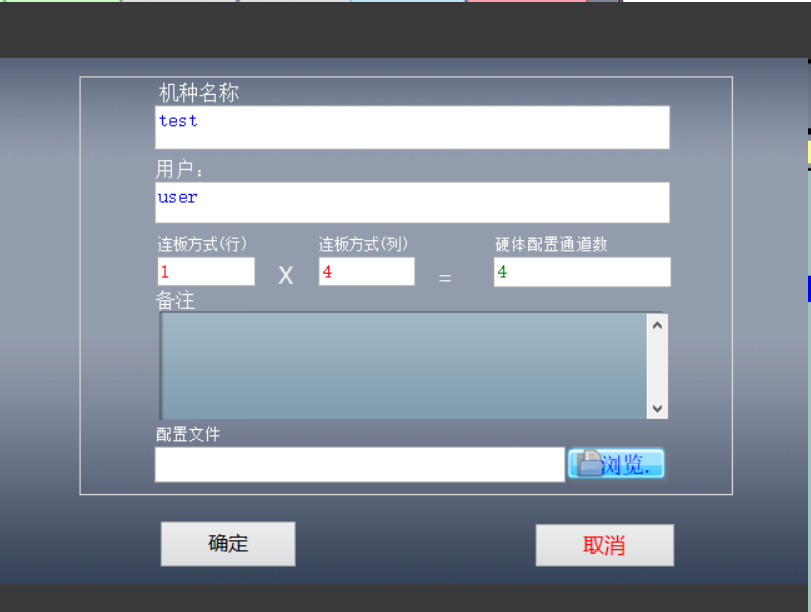 机种名称
test
用户：
user
连板方式(行) 连板方式(列) 硬体配置通道数
1 X 4 = 4
备注
配置文件
浏览.
确定 取消